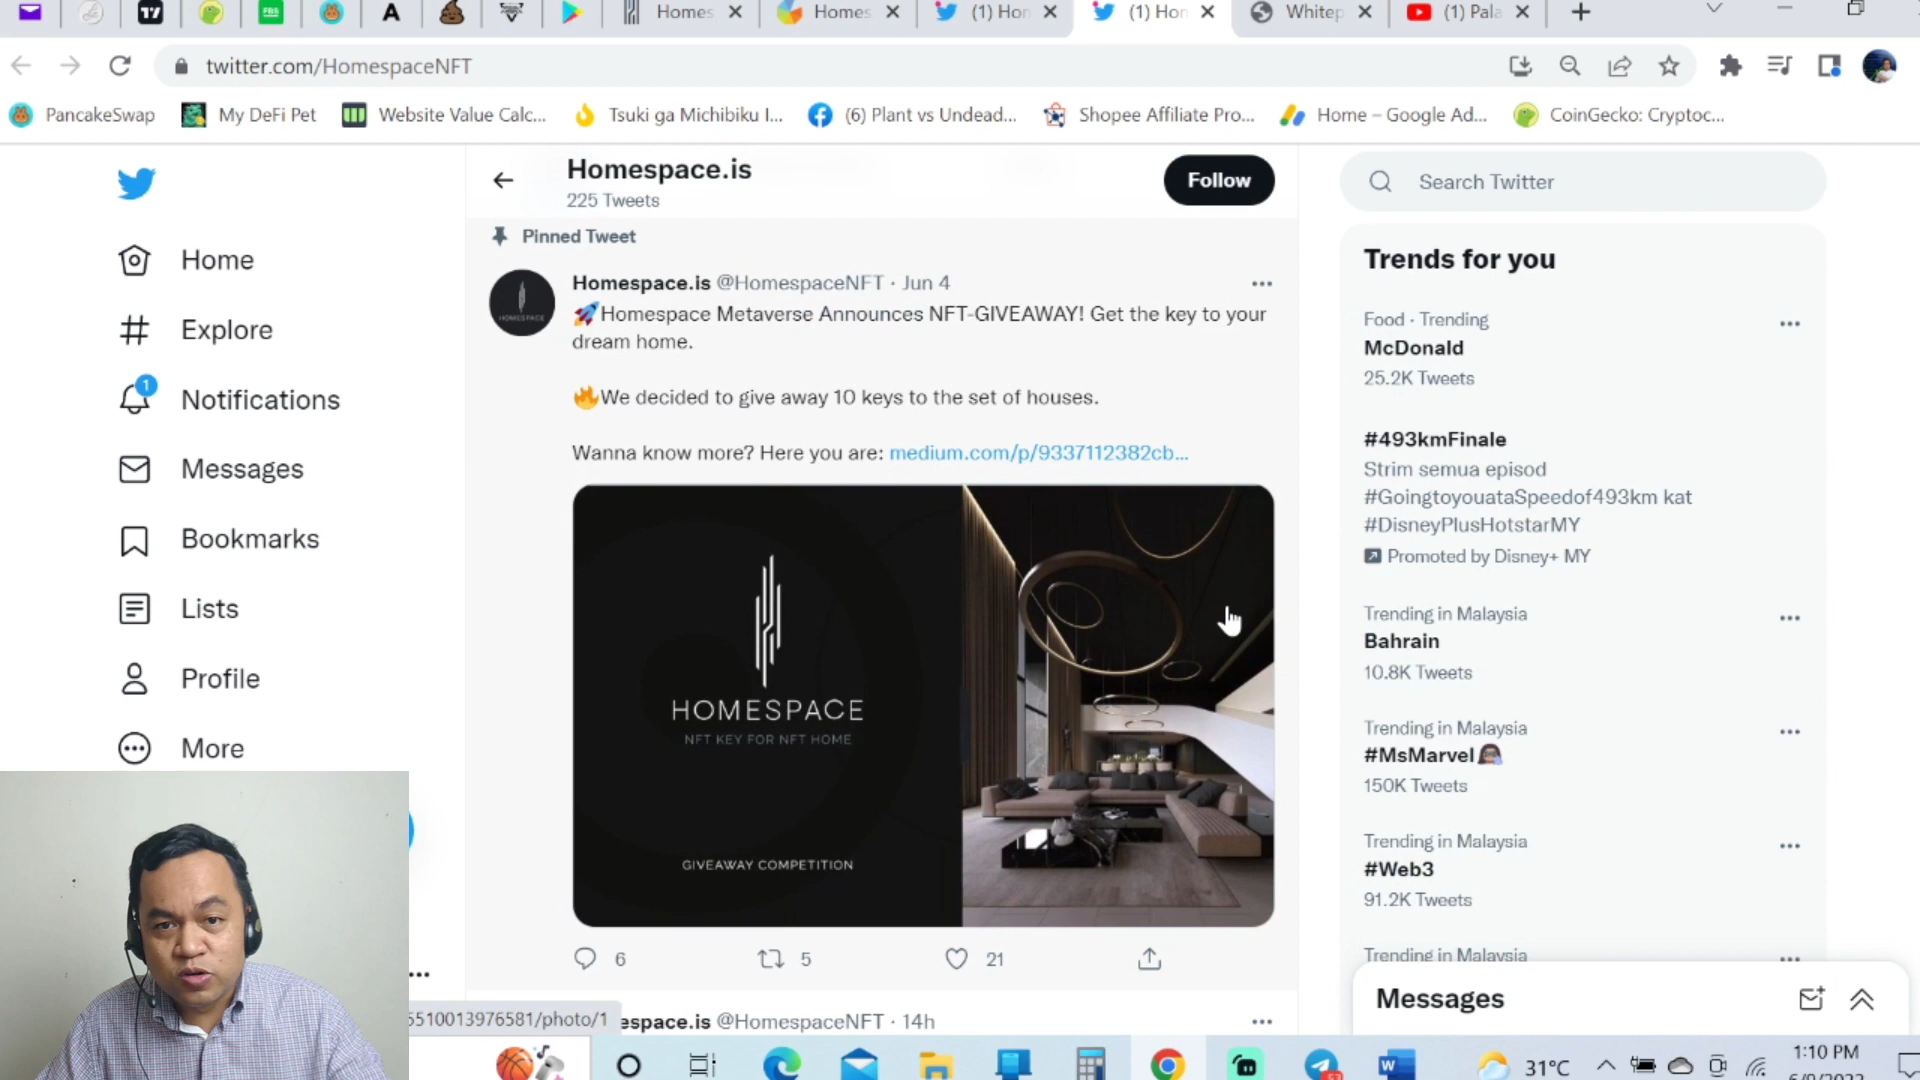 Homes
Homes
(1) Hon
(1) Hon
Whitep
(1) Pala
twitter.com/HomespaceNFT
PancakeSwap
My DeFi Pet
Website Value Calc...
Tsuki ga Michibiku I...
(6) Plant vs Undead...
Shopee Affiliate Pro...
Home – Google Ad...
CoinGecko: Cryptoc...
Home
Explore
1
Notifications
Messages
Bookmarks
Lists
Profile
More
Homespace.is
225 Tweets
Follow
Pinned Tweet
Homespace.is @HomespaceNFT · Jun 4
🚀Homespace Metaverse Announces NFT-GIVEAWAY! Get the key to your
dream home.
🔥We decided to give away 10 keys to the set of houses.
Wanna know more? Here you are: medium.com/p/9337112382cb...
HOMESPACE
HOMESPACE
NFT KEY FOR NFT HOME
GIVEAWAY COMPETITION
6
5
21
5510013976581/photo/1
espace.is @HomespaceNFT · 14h
Search Twitter
Trends for you
Food · Trending
McDonald
25.2K Tweets
#493kmFinale
Strim semua episod
#GoingtoyouataSpeedof493km kat
#DisneyPlusHotstarMY
Promoted by Disney+ MY
Trending in Malaysia
Bahrain
10.8K Tweets
Trending in Malaysia
#MsMarvel
150K Tweets
Trending in Malaysia
#Web3
91.2K Tweets
Trending in Malaysia
Messages
31°C
1:10 PM